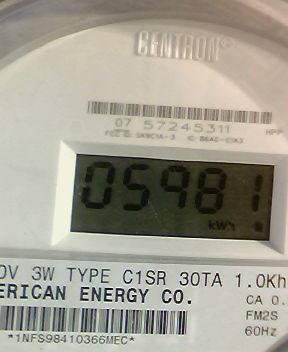 CENTRON®
07 57245311
05981
kWh
0V 3W TYPE C1SR 30TA 1.0Kh
ERICAN ENERGY CO.
CA 0.
FM2S
*1NFS98410366MEC*
60Hz